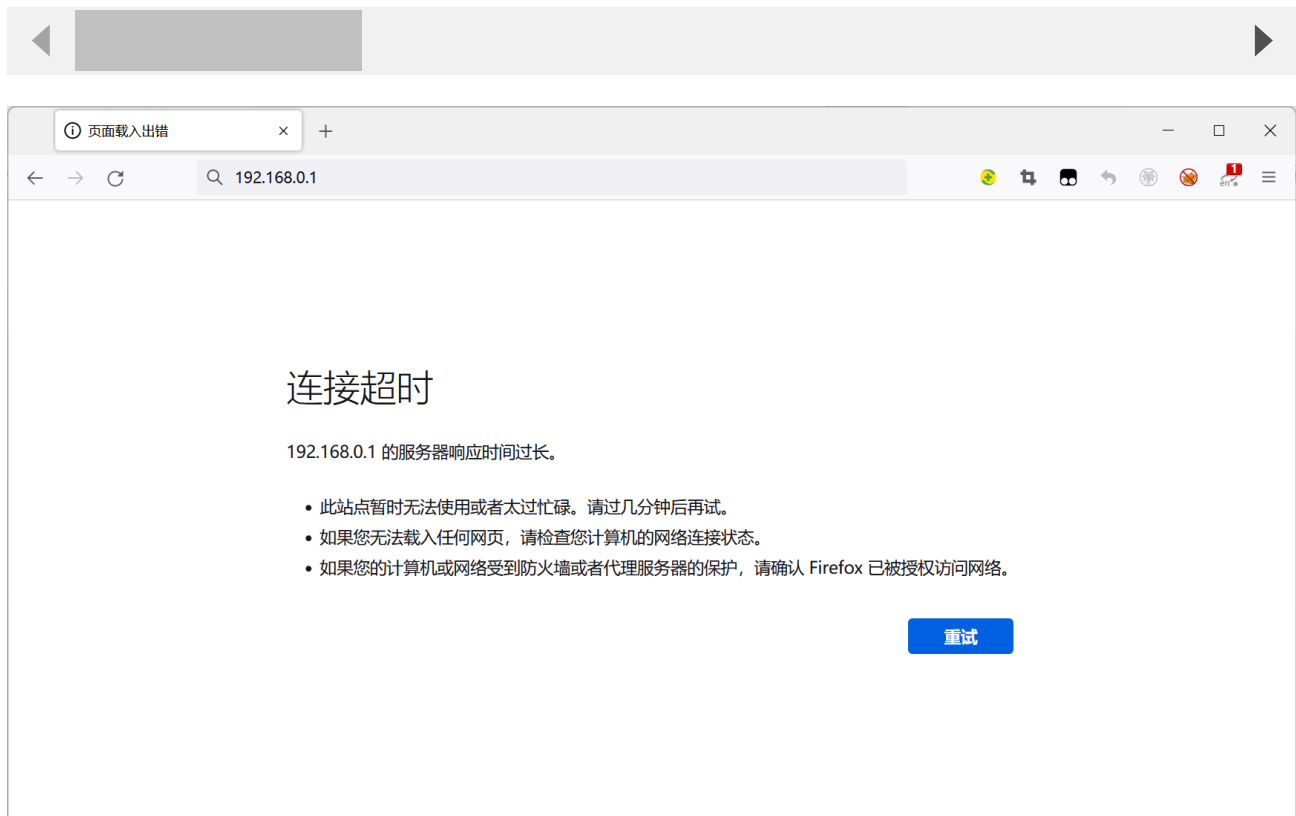 页面载入出错
192.168.0.1
1
en
连接超时
192.168.0.1 的服务器响应时间过长。
此站点暂时无法使用或者太过忙碌。请过几分钟后再试。
如果您无法载入任何网页，请检查您计算机的网络连接状态。
如果您的计算机或网络受到防火墙或者代理服务器的保护，请确认 Firefox 已被授权访问网络。
重试